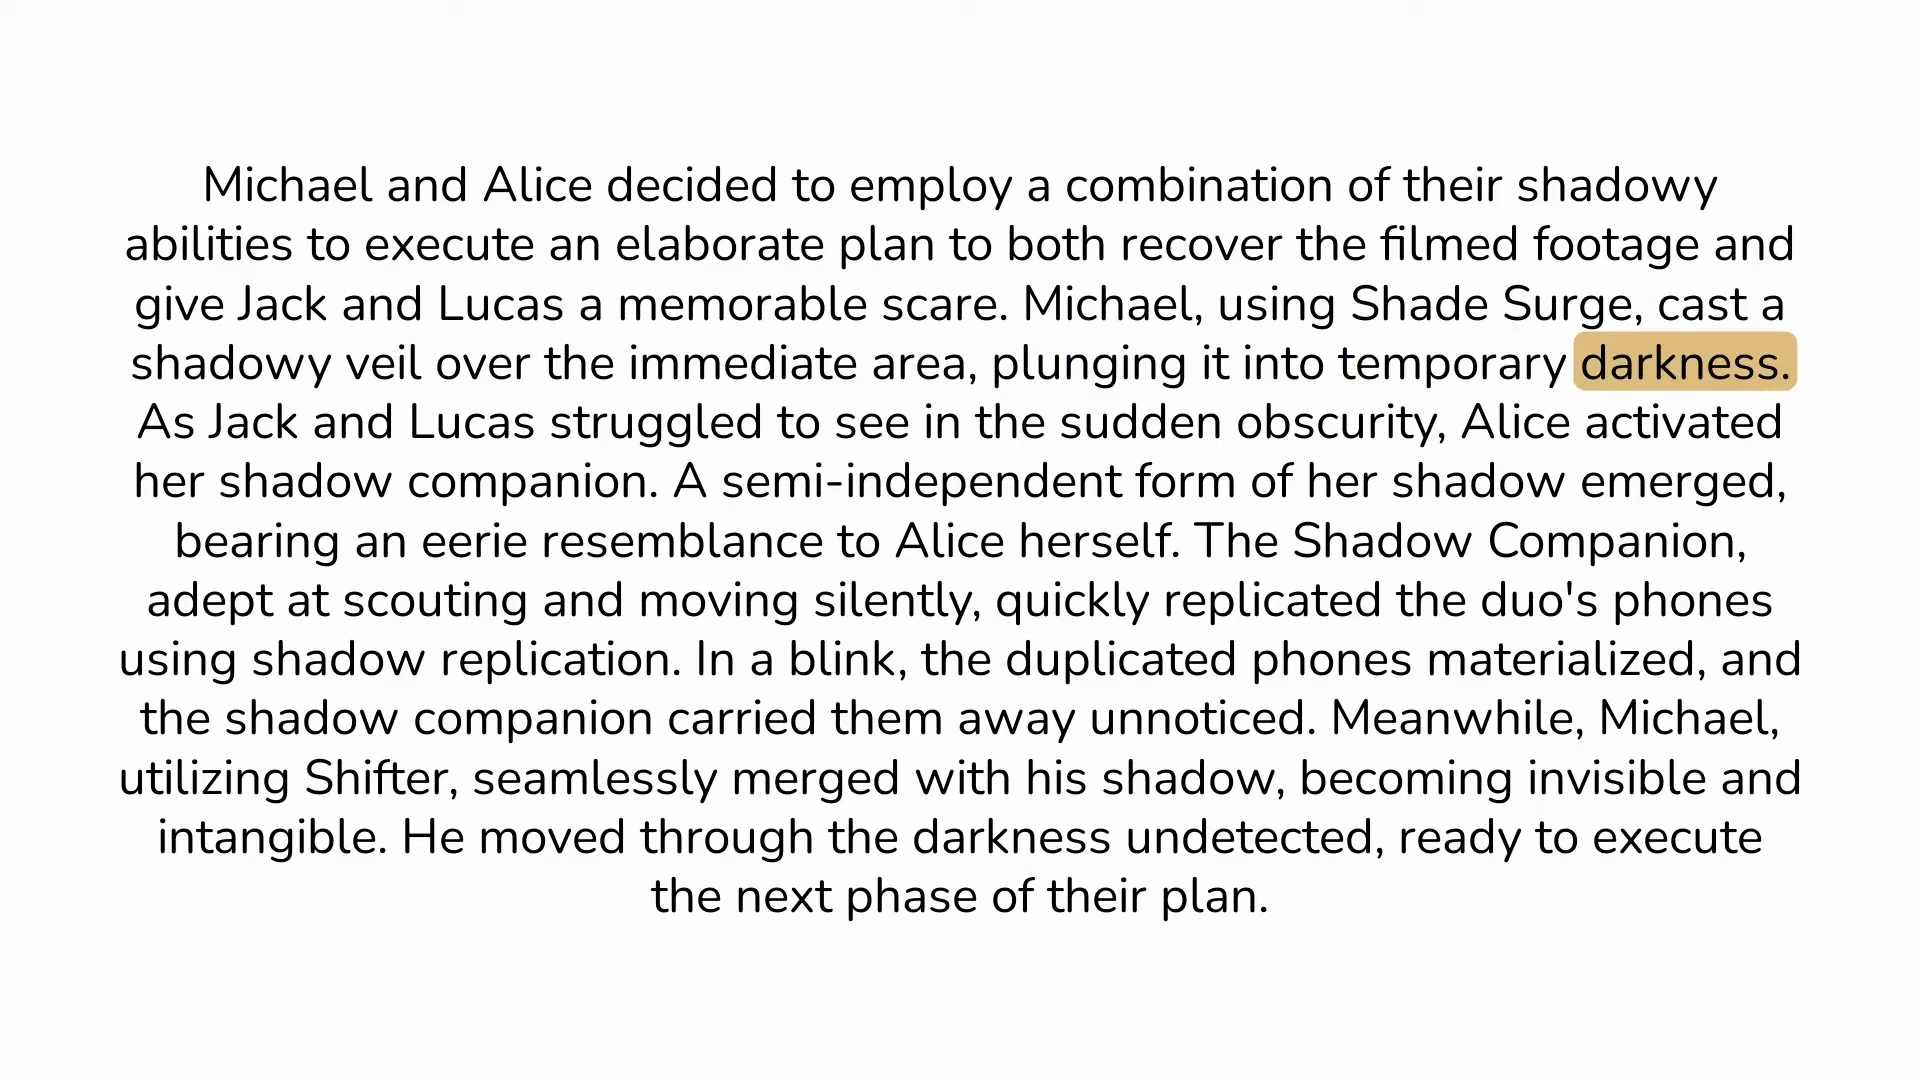 Michael and Alice decided to employ a combination of their shadowy
abilities to execute an elaborate plan to both recover the filmed footage and
give Jack and Lucas a memorable scare. Michael, using Shade Surge, cast a
shadowy veil over the immediate area, plunging it into temporary darkness.
As Jack and Lucas struggled to see in the sudden obscurity, Alice activated
her shadow companion. A semi-independent form of her shadow emerged,
bearing an eerie resemblance to Alice herself. The Shadow Companion,
adept at scouting and moving silently, quickly replicated the duo's phones
using shadow replication. In a blink, the duplicated phones materialized, and
the shadow companion carried them away unnoticed. Meanwhile, Michael,
utilizing Shifter, seamlessly merged with his shadow, becoming invisible and
intangible. He moved through the darkness undetected, ready to execute
the next phase of their plan.